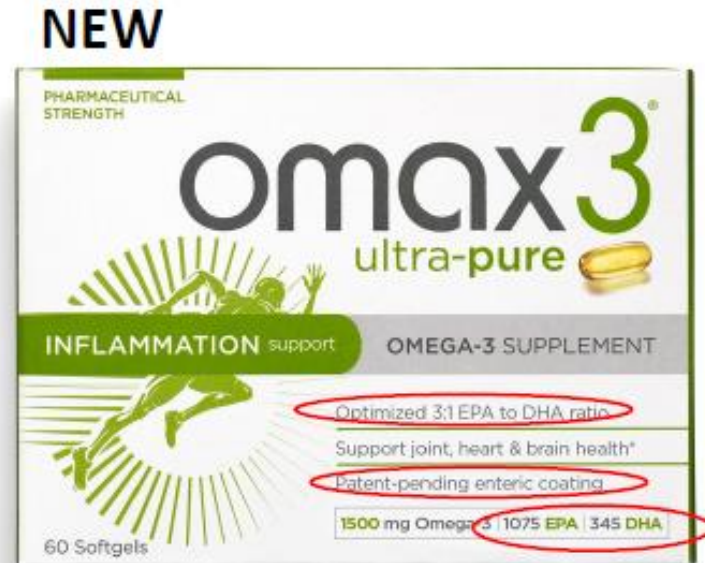 NEW
PHARMACEUTICAL
STRENGTH
omax3®
ultra-pure
INFLAMMATION support
OMEGA-3 SUPPLEMENT
Optimized 3:1 EPA to DHA ratio
Support joint, heart & brain health*
Patent-pending enteric coating
1500 mg Omega-3 | 1075 EPA | 345 DHA
60 Softgels